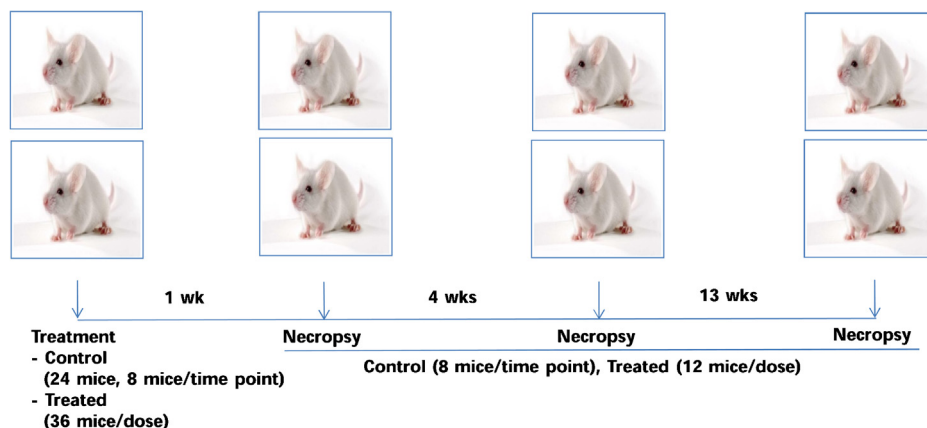 1 wk
4 wks
13 wks
Treatment
- Control
(24 mice, 8 mice/time point)
- Treated
(36 mice/dose)
Necropsy
Necropsy
Necropsy
Control (8 mice/time point), Treated (12 mice/dose)